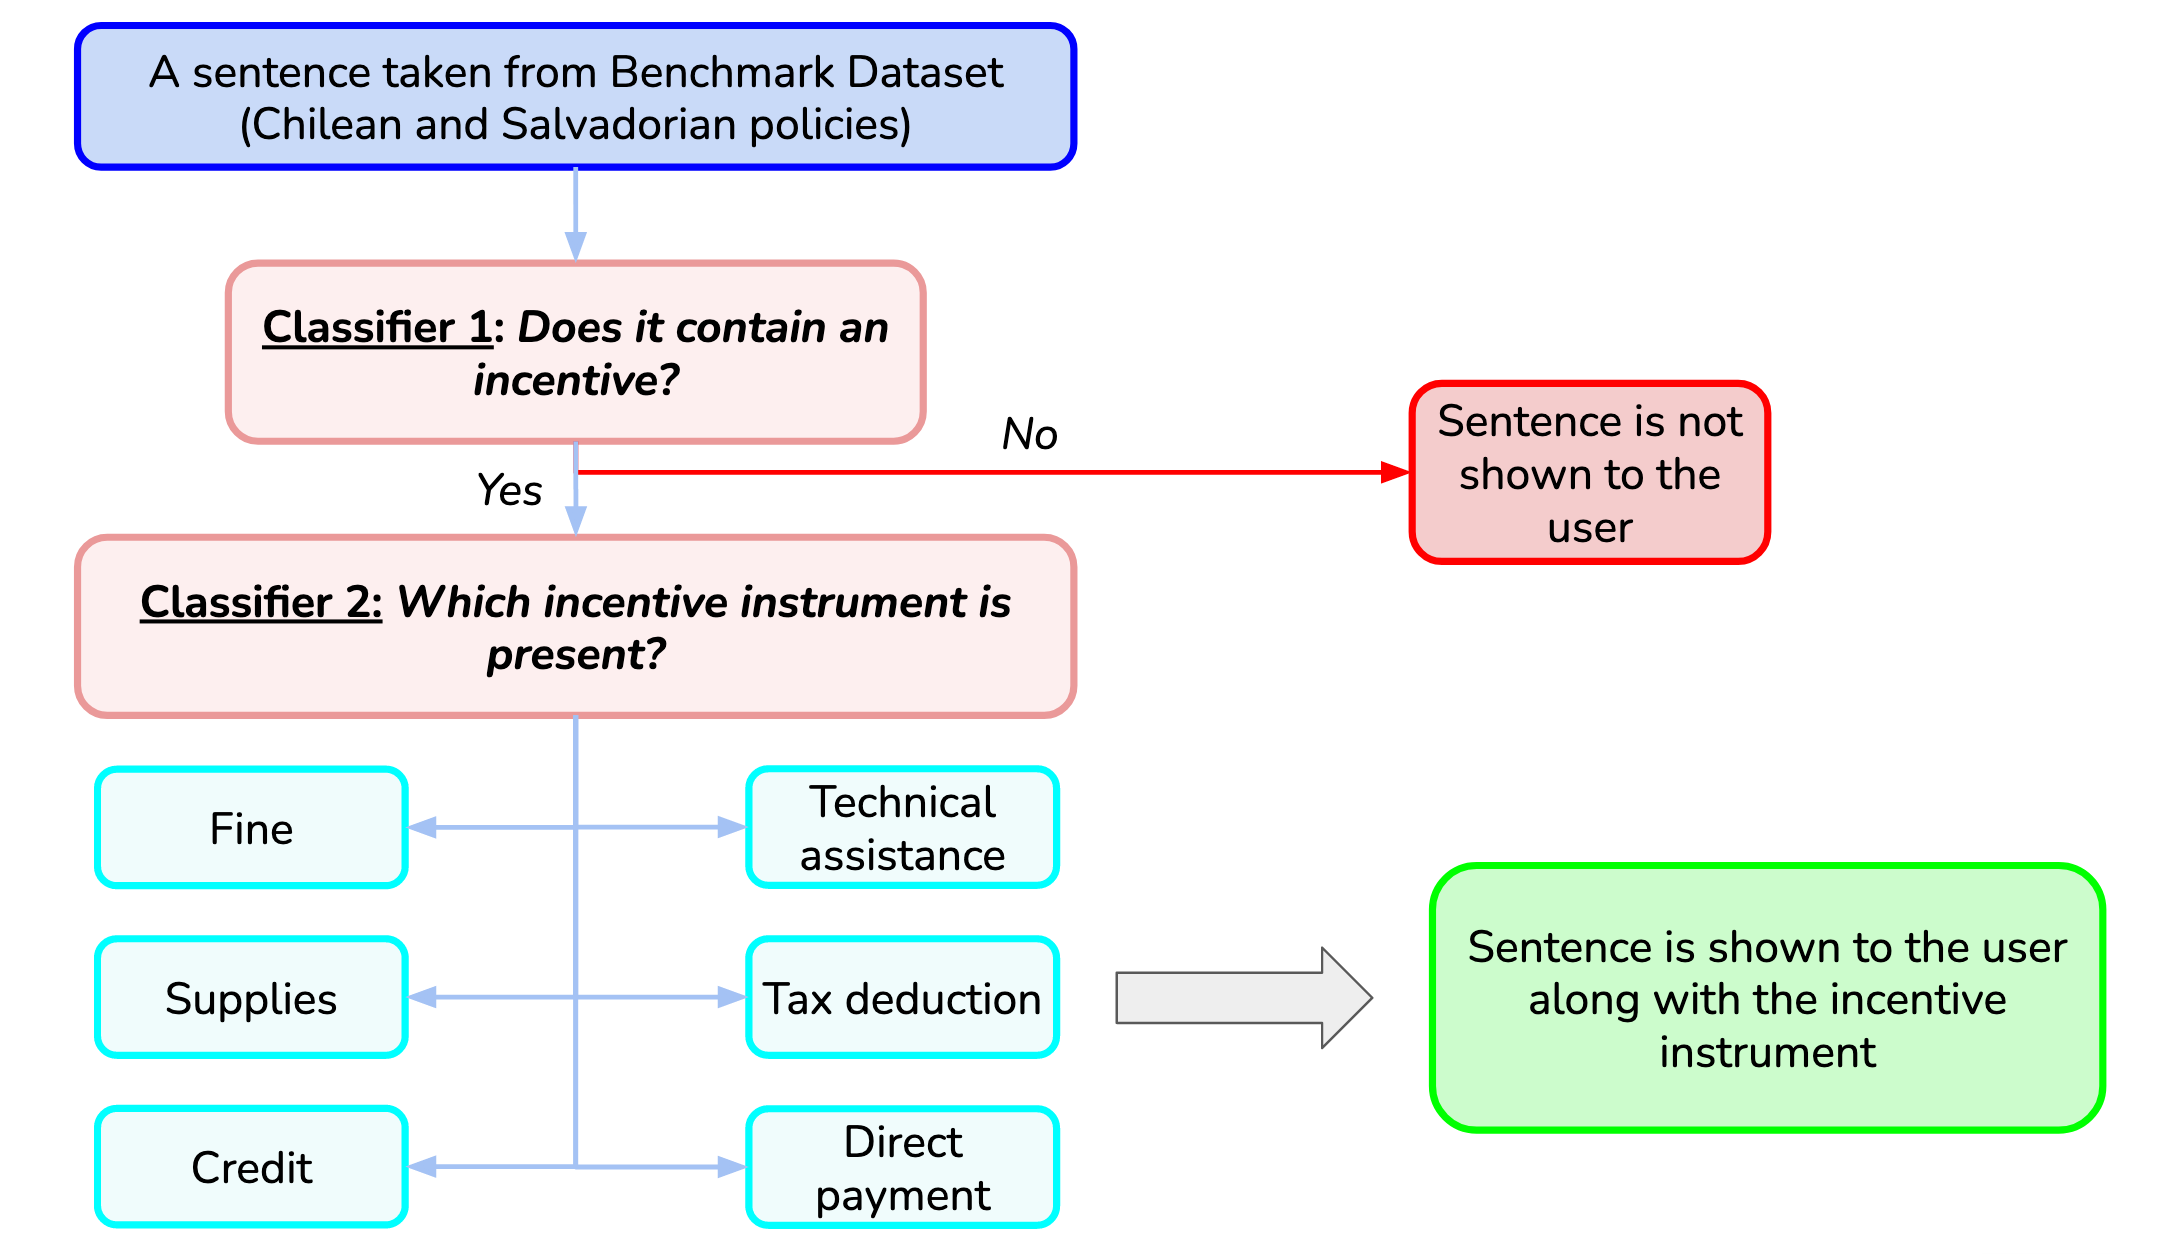 A sentence taken from Benchmark Dataset
(Chilean and Salvadorian policies)
Classifier 1: Does it contain an
incentive?
No
Yes
Sentence is not
shown to the
user
Classifier 2: Which incentive instrument is
present?
Fine
Technical
assistance
Supplies
Tax deduction
Credit
Direct
payment
Sentence is shown to the user
along with the incentive
instrument